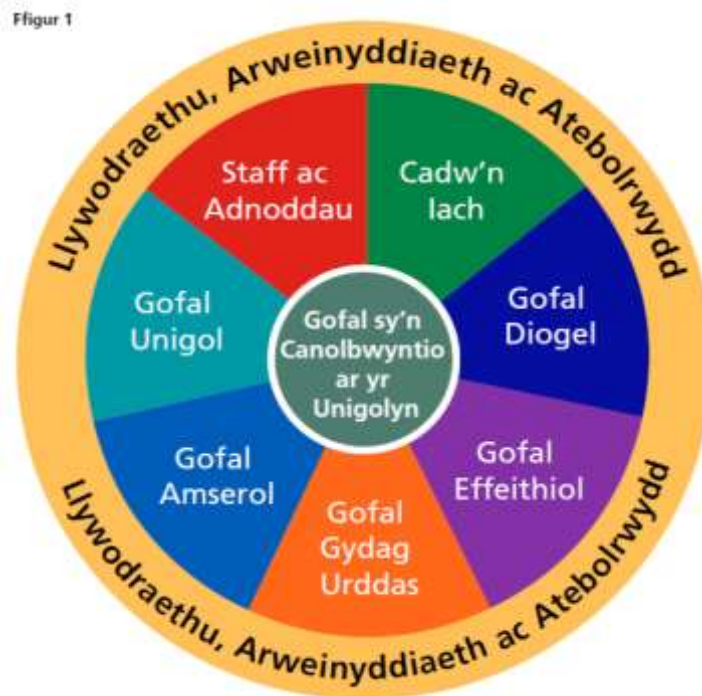 Ffigur 1
Llywodraethu, Arweinyddiaeth ac Atebolrwydd
Staff ac
Adnoddau
Cadw'n
Iach
Gofal
Unigol
Gofal
Diogel
Gofal sy'n
Canolbwyntio
ar yr
Unigolyn
Gofal
Amserol
Gofal
Effeithiol
Gofal
Gydag
Urddas
Llywodraethu, Arweinyddiaeth ac Atebolrwydd